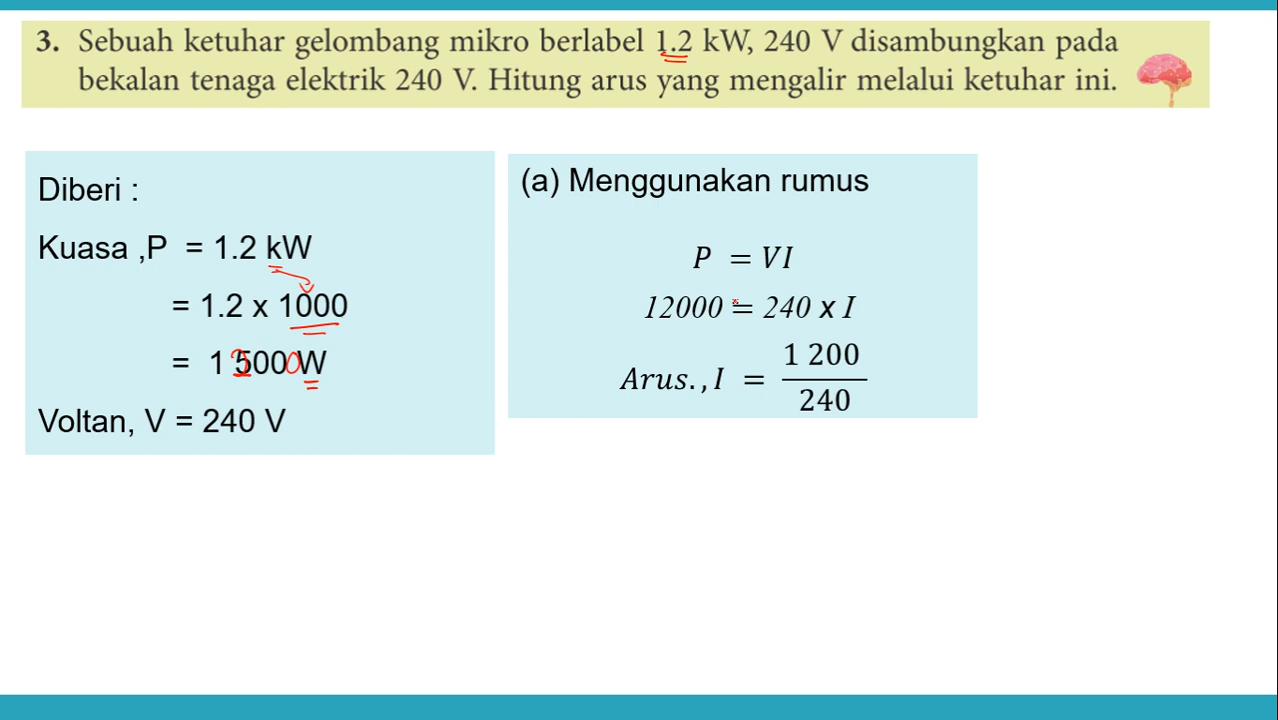 3. Sebuah ketuhar gelombang mikro berlabel 1.2 kW, 240 V disambungkan pada
bekalan tenaga elektrik 240 V. Hitung arus yang mengalir melalui ketuhar ini.
Diberi :
Kuasa ,P = 1.2 kW
= 1.2 x 1000
= 1 200 W
Voltan, V = 240 V
(a) Menggunakan rumus
P = VI
12000 = 240 x I
Arus., I = 1 200
240